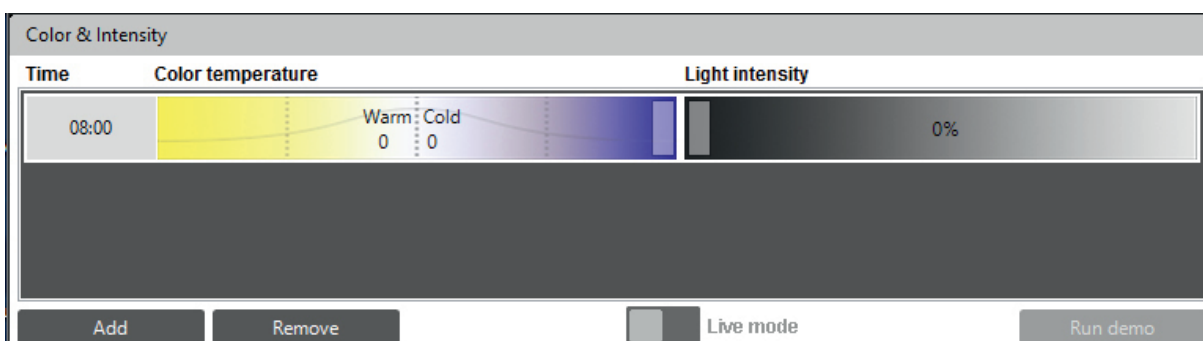 Color & Intensity
Time Color temperature Light intensity
08:00 Warm Cold 0%
0 0
Add Remove Live mode Run demo